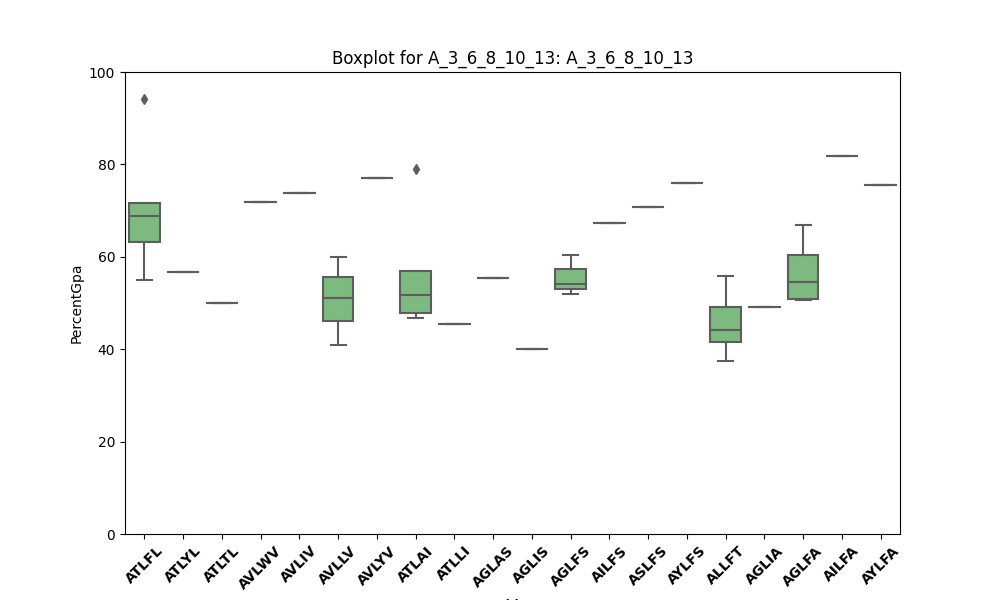 Boxplot for A_3_6_8_10_13: A_3_6_8_10_13
100
80
60
40
20
0
PercentGpa
ATLFL
ATLYL
ATLTL
AVLWV
AVLIV
AVLLV
AVLYV
ATLAI
ATLLI
AGLAS
AGLIS
AGLFS
AILFS
ASLFS
AYLFS
ALLFT
AGLIA
AGLFA
AILFA
AYLFA